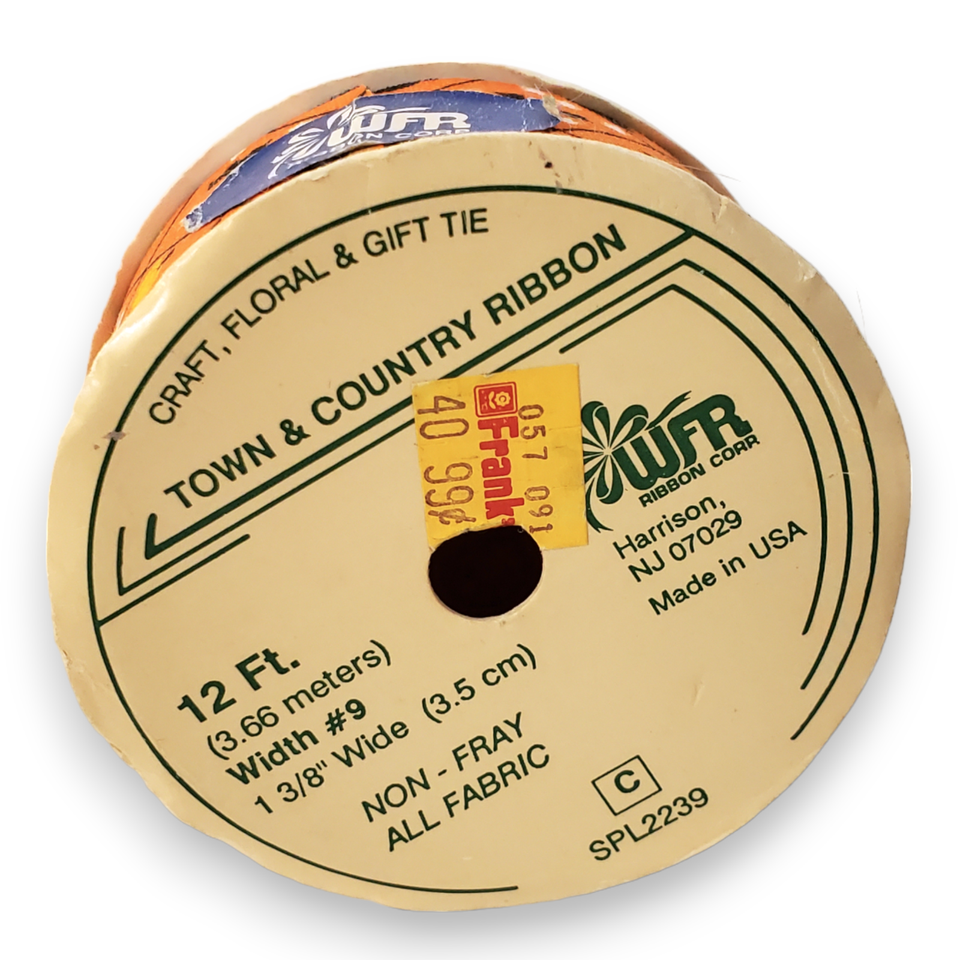 WFR
RIBBON CORP
CRAFT, FLORAL & GIFT TIE
TOWN & COUNTRY RIBBON
057 091
Frank's
40 99¢
WFR
RIBBON CORP
Harrison,
NJ 07029
Made in USA
12 Ft.
(3.66 meters)
Width #9
1 3/8" Wide (3.5 cm)
NON - FRAY
ALL FABRIC
C
SPL2239